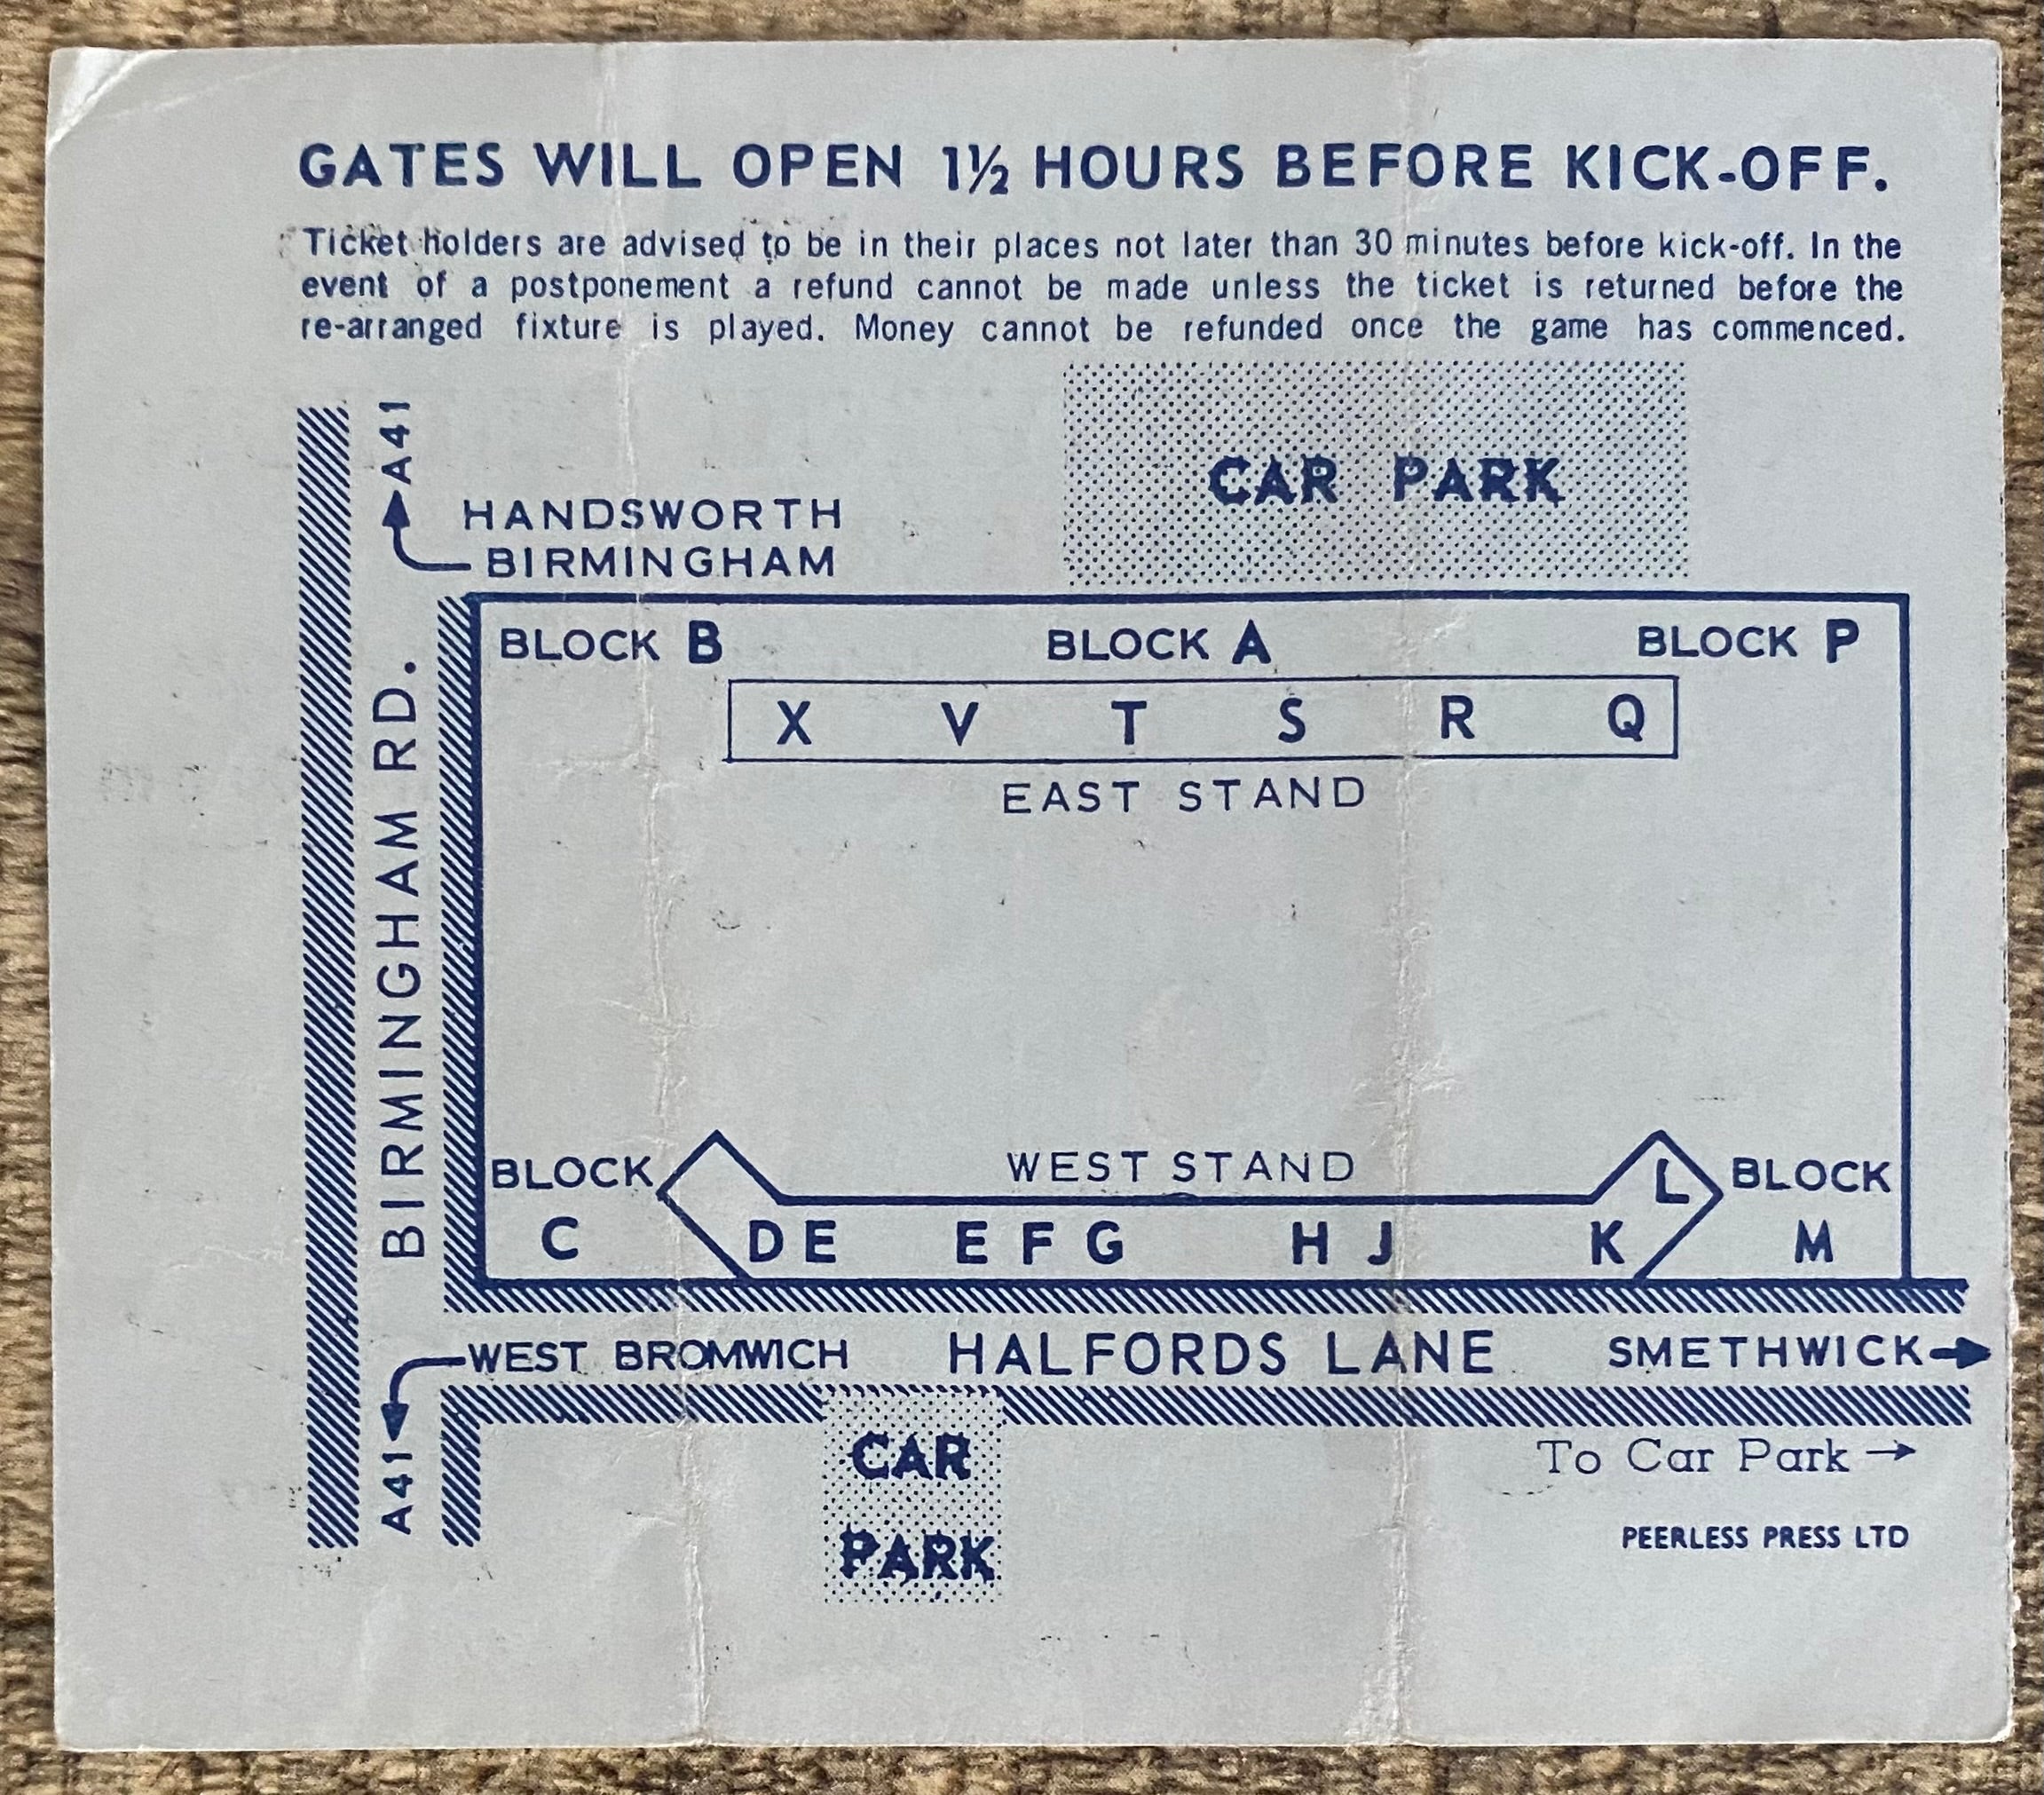 GATES WILL OPEN 1½ HOURS BEFORE KICK-OFF.
Ticket holders are advised to be in their places not later than 30 minutes before kick-off. In the
event of a postponement a refund cannot be made unless the ticket is returned before the
re-arranged fixture is played. Money cannot be refunded once the game has commenced.
A41
CAR PARK
HANDSWORTH
BIRMINGHAM
BLOCK B
BLOCK A
BLOCK P
X V T S R Q
EAST STAND
BIRMINGHAM RD.
WEST STAND
BLOCK
L
BLOCK
C
D E E F G H J K
M
WEST BROMWICH
HALFORDS LANE
SMETHWICK
A41
CAR
PARK
To Car Park →
PEERLESS PRESS LTD